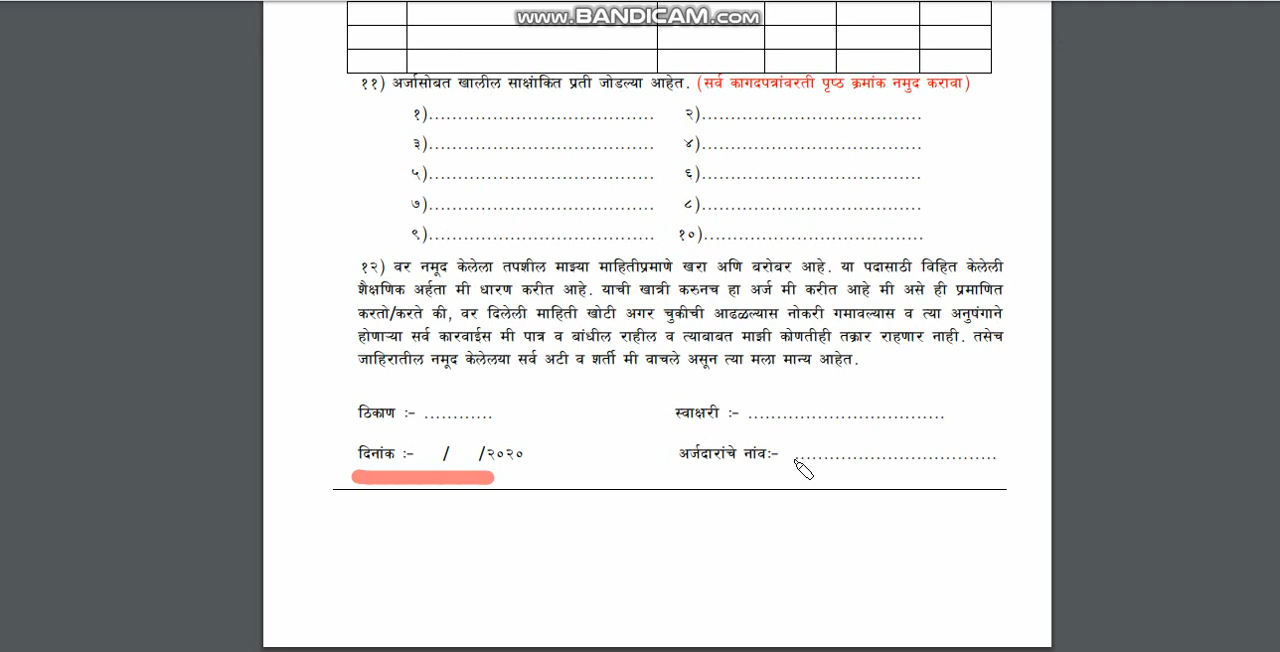 www.BANDICAM.com
११) अर्जासोबत खालील साक्षांकित प्रती जोडल्या आहेत. (सर्व कागदपत्रांवरती पृष्ठ क्रमांक नमुद करावा)
१)....................................... २)......................................
३)....................................... ४)......................................
५)....................................... ६)......................................
७)....................................... ८)......................................
९)....................................... १०)......................................
१२) वर नमूद केलेला तपशील माझ्या माहितीप्रमाणे खरा अणि बरोबर आहे. या पदासाठी विहित केलेली
शैक्षणिक अर्हता मी धारण करीत आहे. याची खात्री करुनच हा अर्ज मी करीत आहे मी असे ही प्रमाणित
करतो/करते की, वर दिलेली माहिती खोटी अगर चुकीची आढळल्यास नोकरी गमावल्यास व त्या अनुषंगाने
होणाऱ्या सर्व कारवाईस मी पात्र व बांधील राहील व त्याबाबत माझी कोणतीही तक्रार राहणार नाही. तसेच
जाहिरातील नमूद केलेलया सर्व अटी व शर्ती मी वाचले असून त्या मला मान्य आहेत.
ठिकाण :- ............ स्वाक्षरी :- ..................................
दिनांक :- / /२०२० अर्जदारांचे नांवः- ...................................